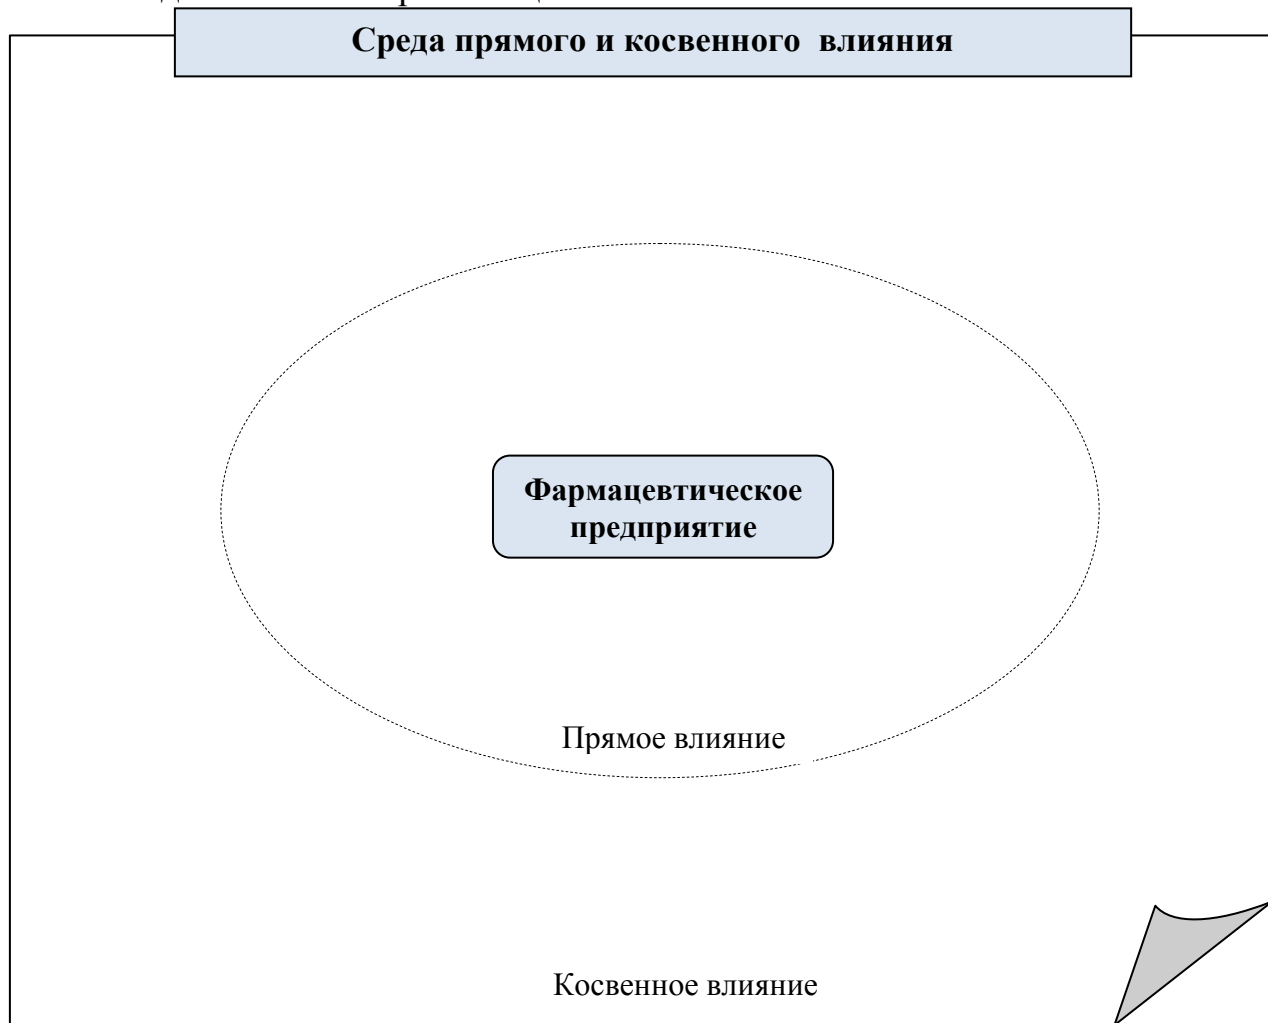 Среда прямого и косвенного влияния
Фармацевтическое
предприятие
Прямое влияние
Косвенное влияние